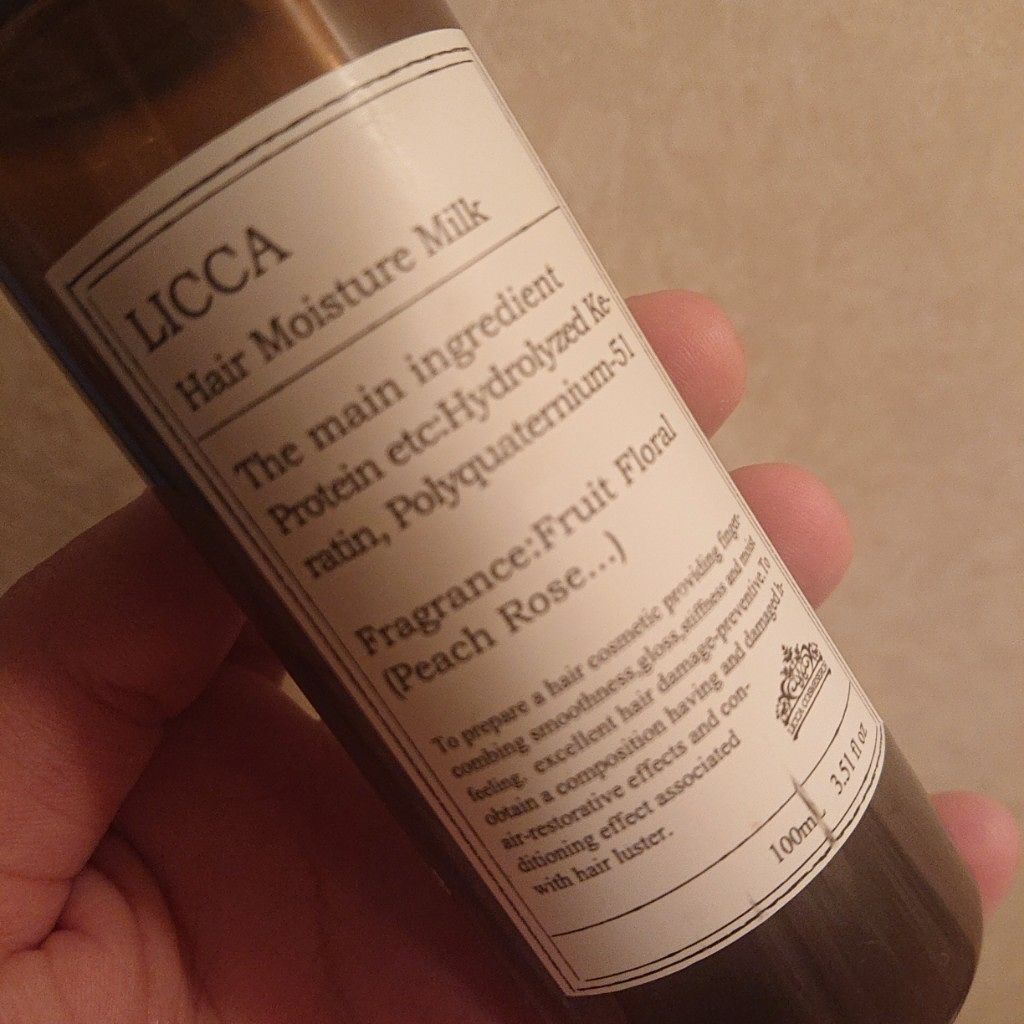 LICCA
Hair Moisture Milk
The main ingredient
Protein etc:Hydrolyzed Ke-
ratin, Polyquaternium-51
Fragrance:Fruit Floral
(Peach Rose...)
To prepare a hair cosmetic providing finger-
combing smoothness,gloss,suffness and moist
feeling, excellent hair damage-preventive.To
obtain a composition having and damaged h-
air-restorative effects and con-
ditioning effect associated
with hair luster.
LICCA
100ml 3.51 fl oz